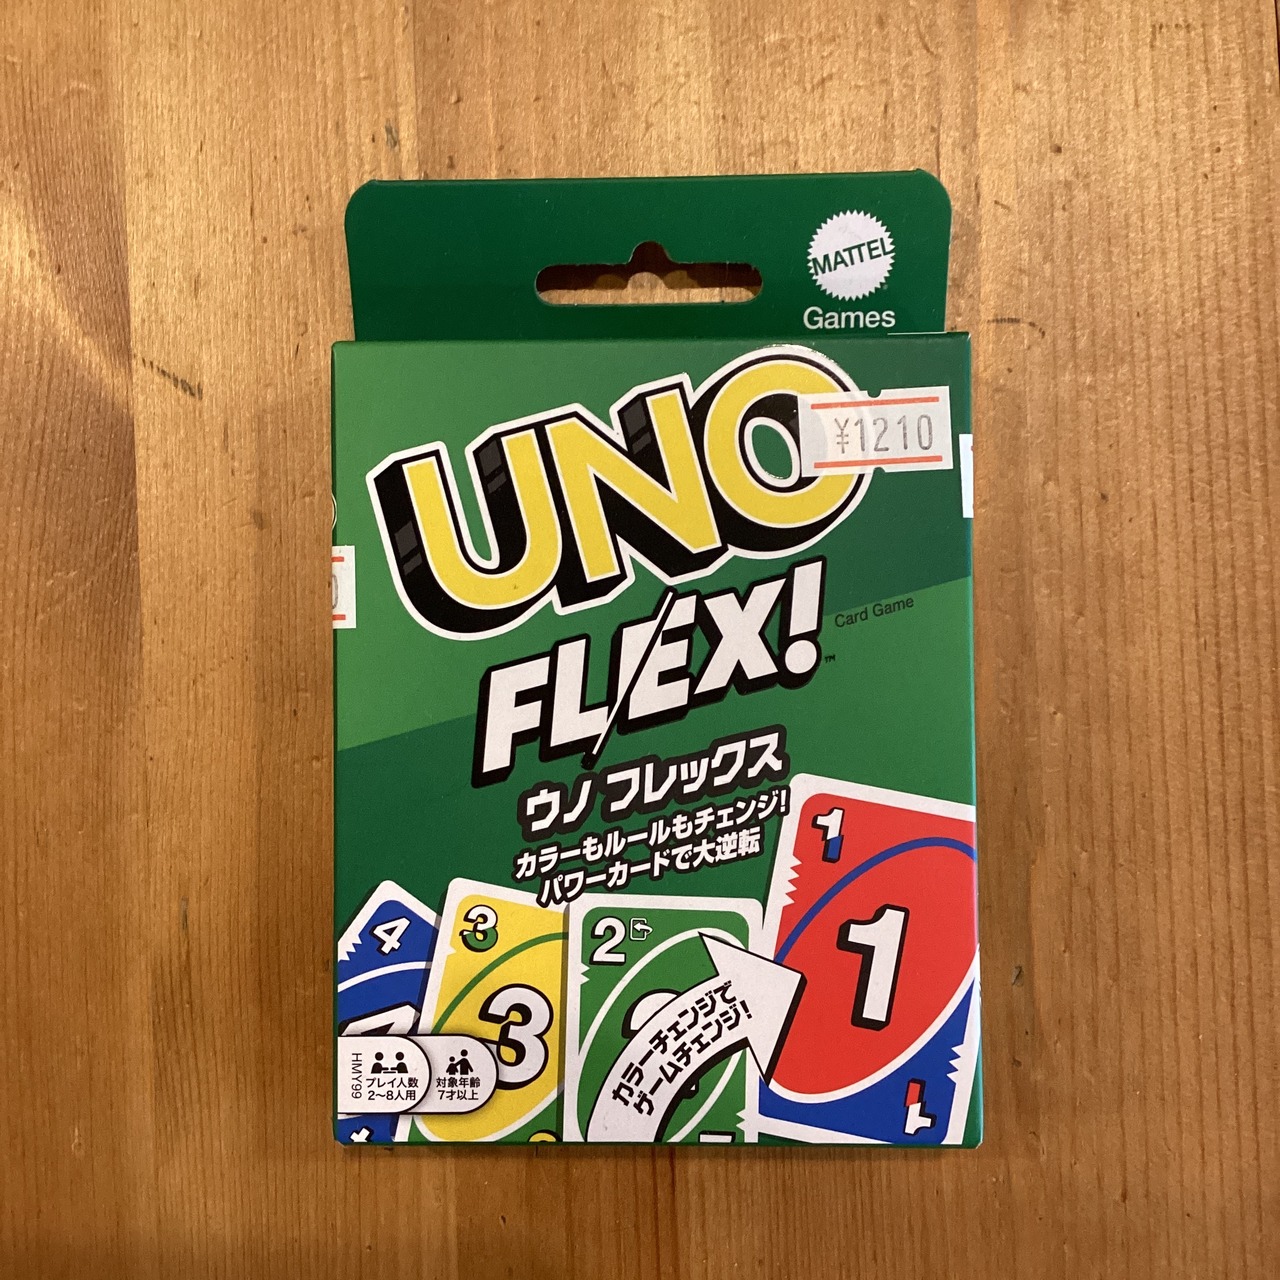 MATTEL
Games
UNO
¥1210
FLEX!
Card Game
™
ウノ フレックス
カラーもルールもチェンジ!
パワーカードで大逆転
4
3
3
2
1
1
カラーチェンジで
ゲームチェンジ!
HMY99
プレイ人数
2〜8人用
対象年齢
7才以上